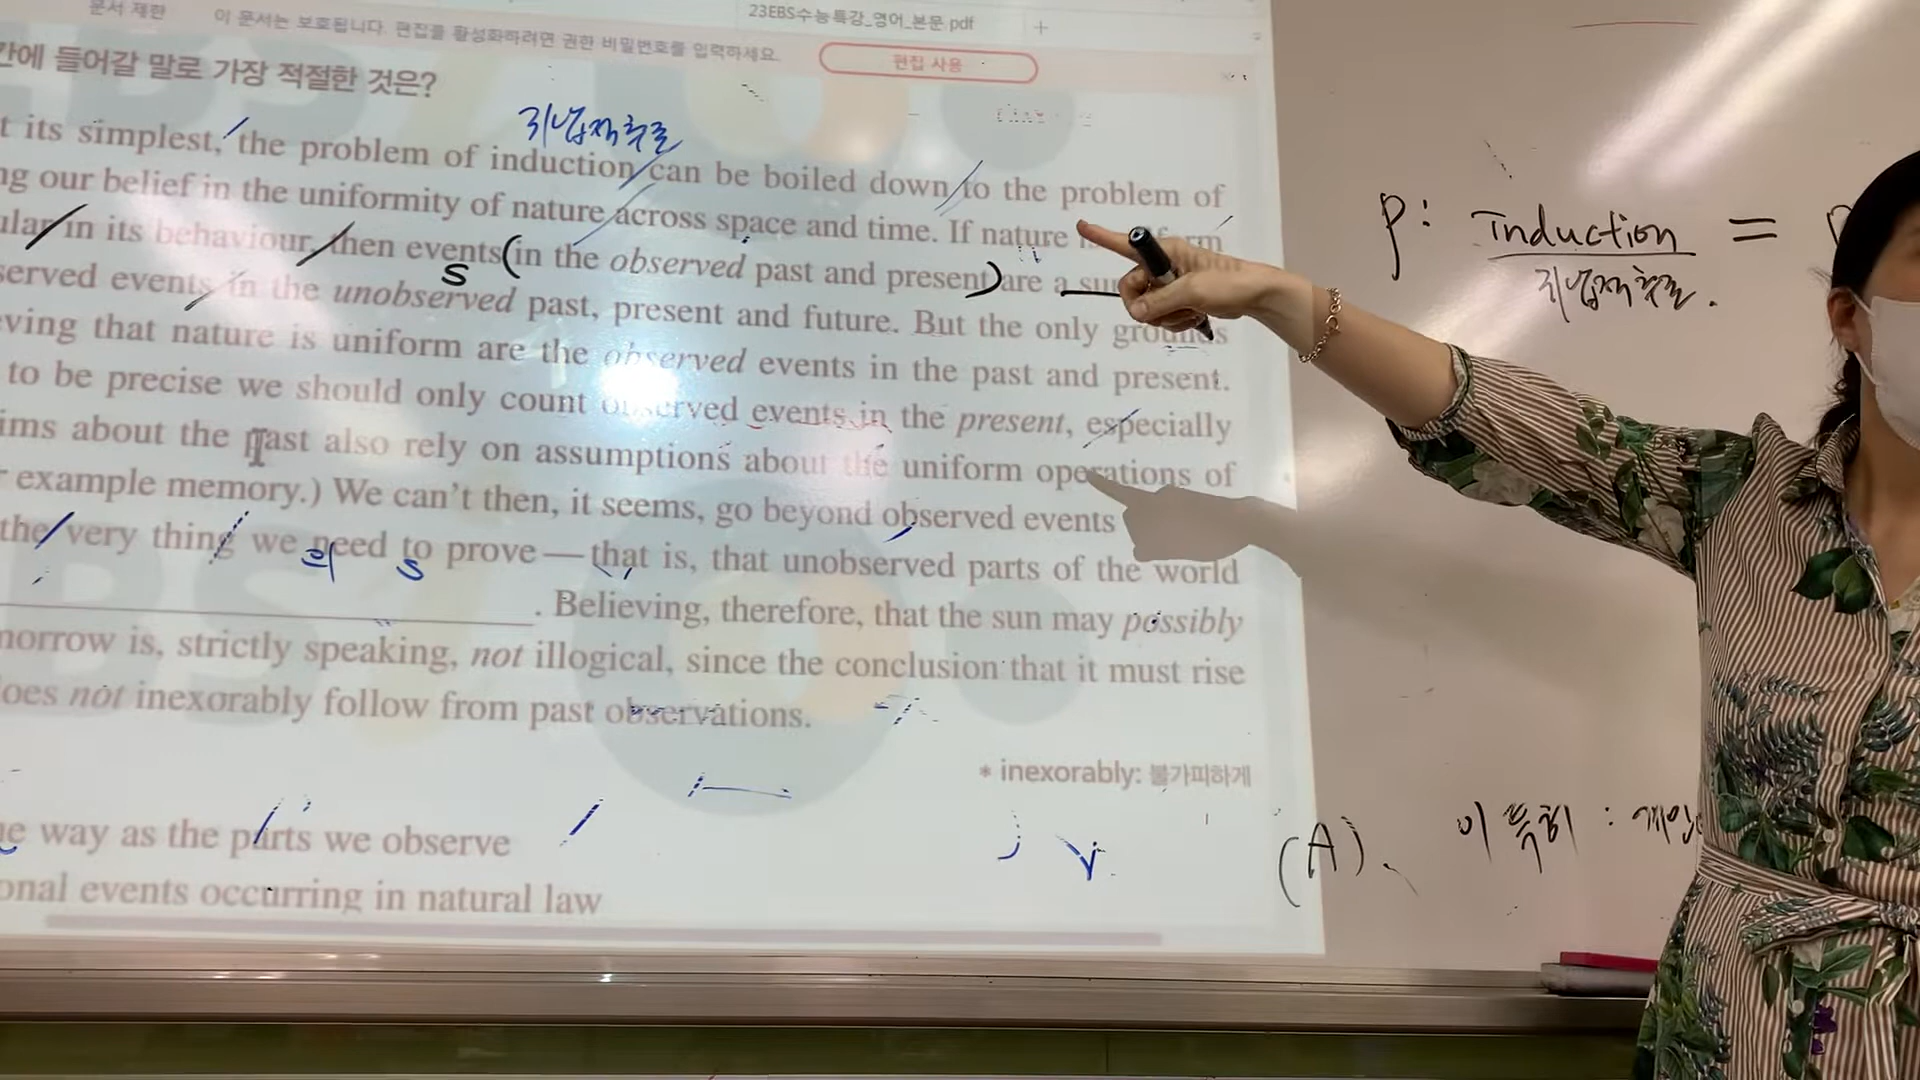 문서 제한 이 문서는 보호됩니다. 편집을 활성화하려면 권한 비밀번호를 입력하세요. 편집 사용
23EBS수능특강_영어_본문.pdf +
간에 들어갈 말로 가장 적절한 것은?
귀납적추론
t its simplest, the problem of induction can be boiled down to the problem of
ng our belief in the uniformity of nature across space and time. If nature
ular in its behaviour, then events (in the observed past and present) are a
S
served events in the unobserved past, present and future. But the only grounds
eving that nature is uniform are the observed events in the past and present.
to be precise we should only count observed events in the present, especially
ims about the past also rely on assumptions about the uniform operations of
r example memory.) We can't then, it seems, go beyond observed events
the very thing we need to prove — that is, that unobserved parts of the world
의 S
. Believing, therefore, that the sun may possibly
morrow is, strictly speaking, not illogical, since the conclusion that it must rise
does not inexorably follow from past observations.
* inexorably: 불가피하게
e way as the parts we observe
onal events occurring in natural law
V
P: Induction =
귀납적추론.
(A). 이 특히 :